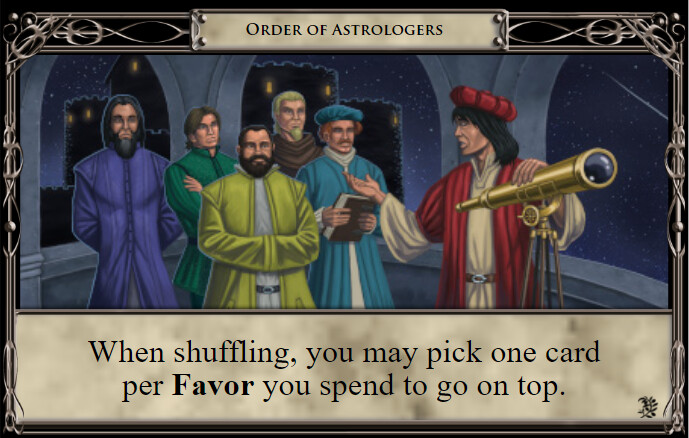 Order of Astrologers
When shuffling, you may pick one card
per Favor you spend to go on top.